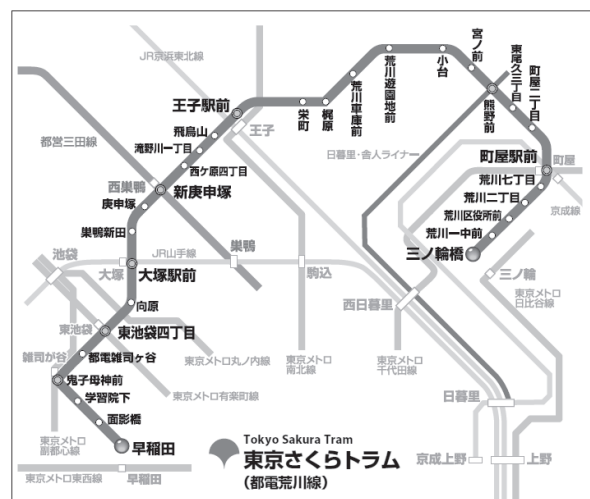 JR京浜東北線
王子駅前
飛鳥山
滝野川一丁目
西ケ原四丁目
都営三田線
西巣鴨
新庚申塚
庚申塚
巣鴨新田
JR山手線
大塚
大塚駅前
巣鴨
駒込
池袋
向原
東池袋
東池袋四丁目
都電雑司ヶ谷
雑司が谷
鬼子母神前
学習院下
面影橋
早稲田
東京メトロ
副都心線
東京メトロ東西線
早稲田
東京メトロ丸ノ内線
東京メトロ有楽町線
東京メトロ
南北線
王子
栄町
梶原
荒川車庫前
荒川遊園地前
小台
宮ノ前
熊野前
東尾久三丁目
町屋二丁目
町屋駅前
町屋
京成線
荒川七丁目
荒川二丁目
荒川区役所前
荒川一中前
三ノ輪橋
三ノ輪
東京メトロ
日比谷線
日暮里・舎人ライナー
西日暮里
東京メトロ
千代田線
日暮里
京成上野
上野
Tokyo Sakura Tram
東京さくらトラム
(都電荒川線)